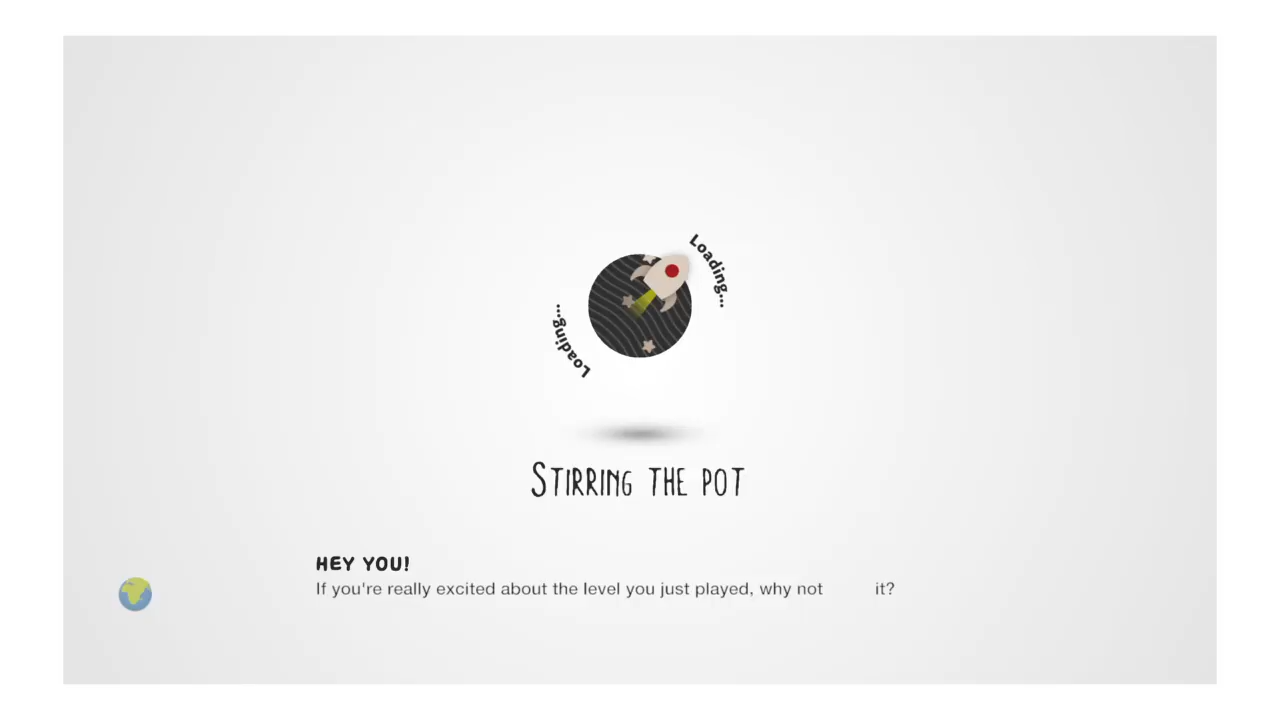 Loading...
Loading...
STIRRING THE POT
HEY YOU!
If you're really excited about the level you just played, why not it?